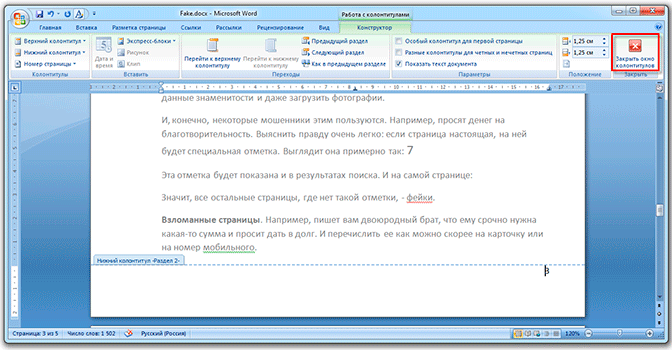 Fake.docx - Microsoft Word
Работа с колонтитулами
Главная Вставка Разметка страницы Ссылки Рассылки Рецензирование Вид Конструктор
Верхний колонтитул
Нижний колонтитул
Номер страницы
Колонтитулы
Дата и время
Экспресс-блоки
Рисунок
Клип
Вставить
Перейти к верхнему колонтитулу
Перейти к нижнему колонтитулу
Предыдущий раздел
Следующий раздел
Как в предыдущем разделе
Переходы
Особый колонтитул для первой страницы
Разные колонтитулы для четных и нечетных страниц
Показать текст документа
Параметры
1,25 см
1,25 см
Положение
Закрыть окно колонтитулов
Закрыть
данные знаменитости и даже загрузить фотографии.
И, конечно, некоторые мошенники этим пользуются. Например, просят денег на
благотворительность. Выяснить правду очень легко: если страница настоящая, на ней
будет специальная отметка. Выглядит она примерно так: 7
Эта отметка будет показана и в результатах поиска. И на самой странице:
Значит, все остальные страницы, где нет такой отметки, - фейки.
Взломанные страницы. Например, пишет вам двоюродный брат, что ему срочно нужна
какая-то сумма и просит дать в долг. И перечислить ее как можно скорее на карточку или
на номер мобильного.
Нижний колонтитул -Раздел 2-
3
Страница: 3 из 5 Число слов: 1 502 Русский (Россия) 120%